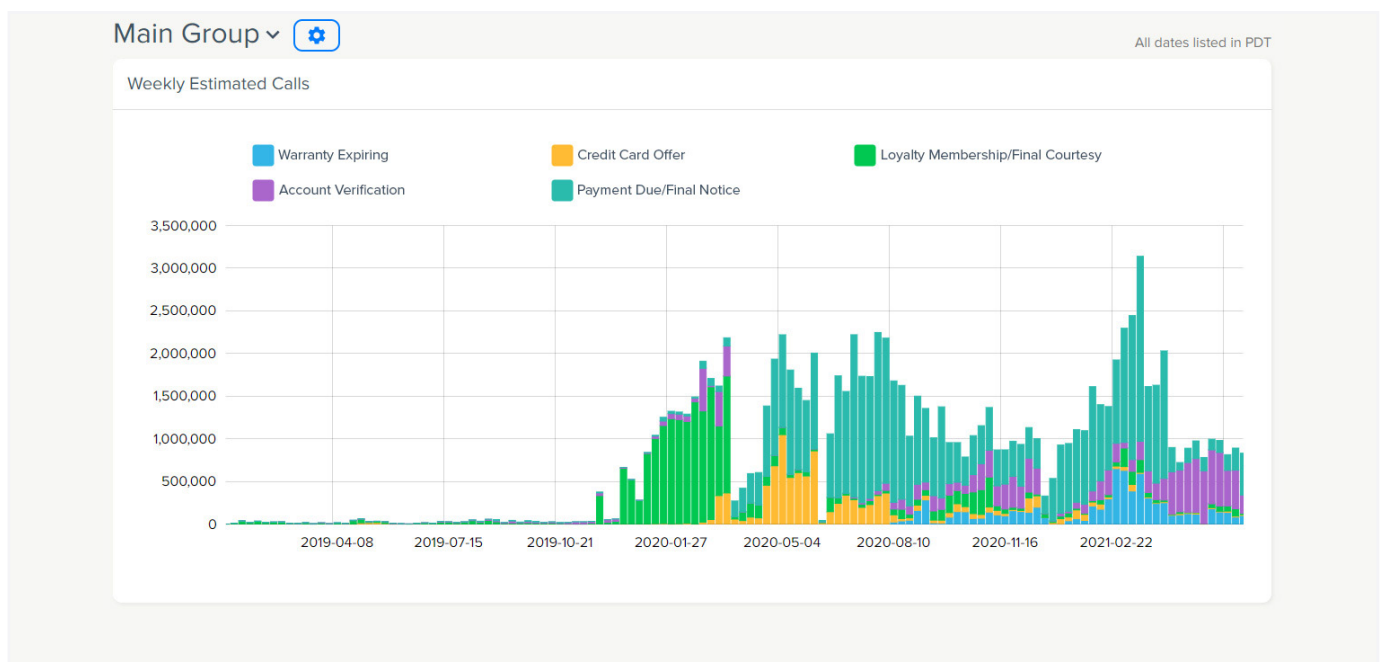 Main Group
All dates listed in PDT
Weekly Estimated Calls
Warranty Expiring
Credit Card Offer
Loyalty Membership/Final Courtesy
Account Verification
Payment Due/Final Notice
3,500,000
3,000,000
2,500,000
2,000,000
1,500,000
1,000,000
500,000
0
2019-04-08 2019-07-15 2019-10-21 2020-01-27 2020-05-04 2020-08-10 2020-11-16 2021-02-22